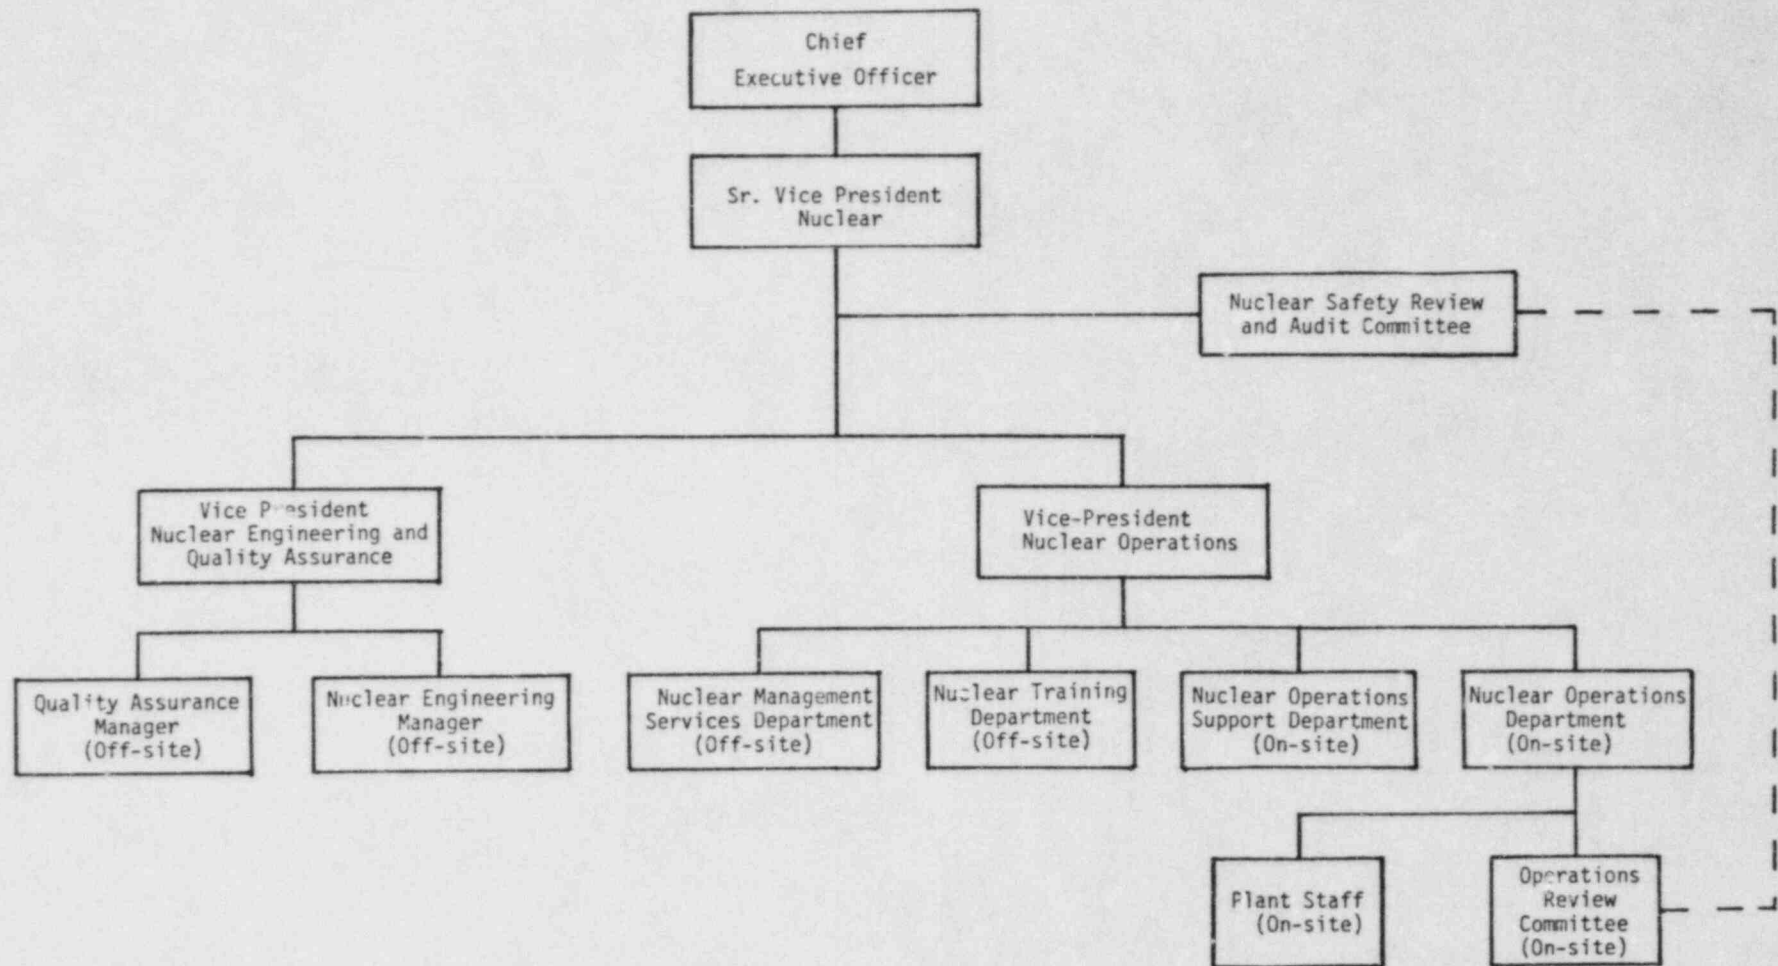 Chief
Executive Officer
Sr. Vice President
Nuclear
Nuclear Safety Review
and Audit Committee
Vice President
Nuclear Engineering and
Quality Assurance
Vice-President
Nuclear Operations
Quality Assurance
Manager
(Off-site)
Nuclear Engineering
Manager
(Off-site)
Nuclear Management
Services Department
(Off-site)
Nuclear Training
Department
(Off-site)
Nuclear Operations
Support Department
(On-site)
Nuclear Operations
Department
(On-site)
Plant Staff
(On-site)
Operations
Review
Committee
(On-site)